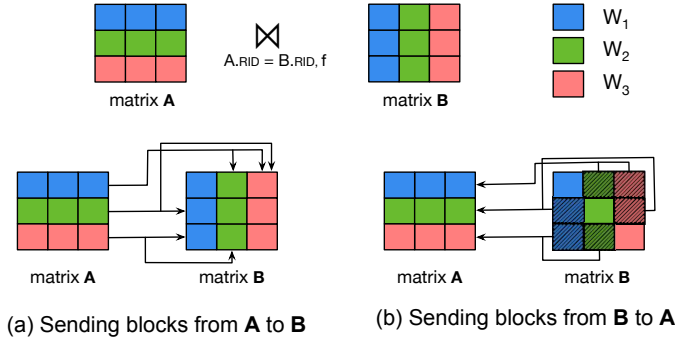 ⋈
A.RID = B.RID, f
matrix A
matrix B
W1
W2
W3
matrix A
matrix B
(a) Sending blocks from A to B
matrix A
matrix B
(b) Sending blocks from B to A